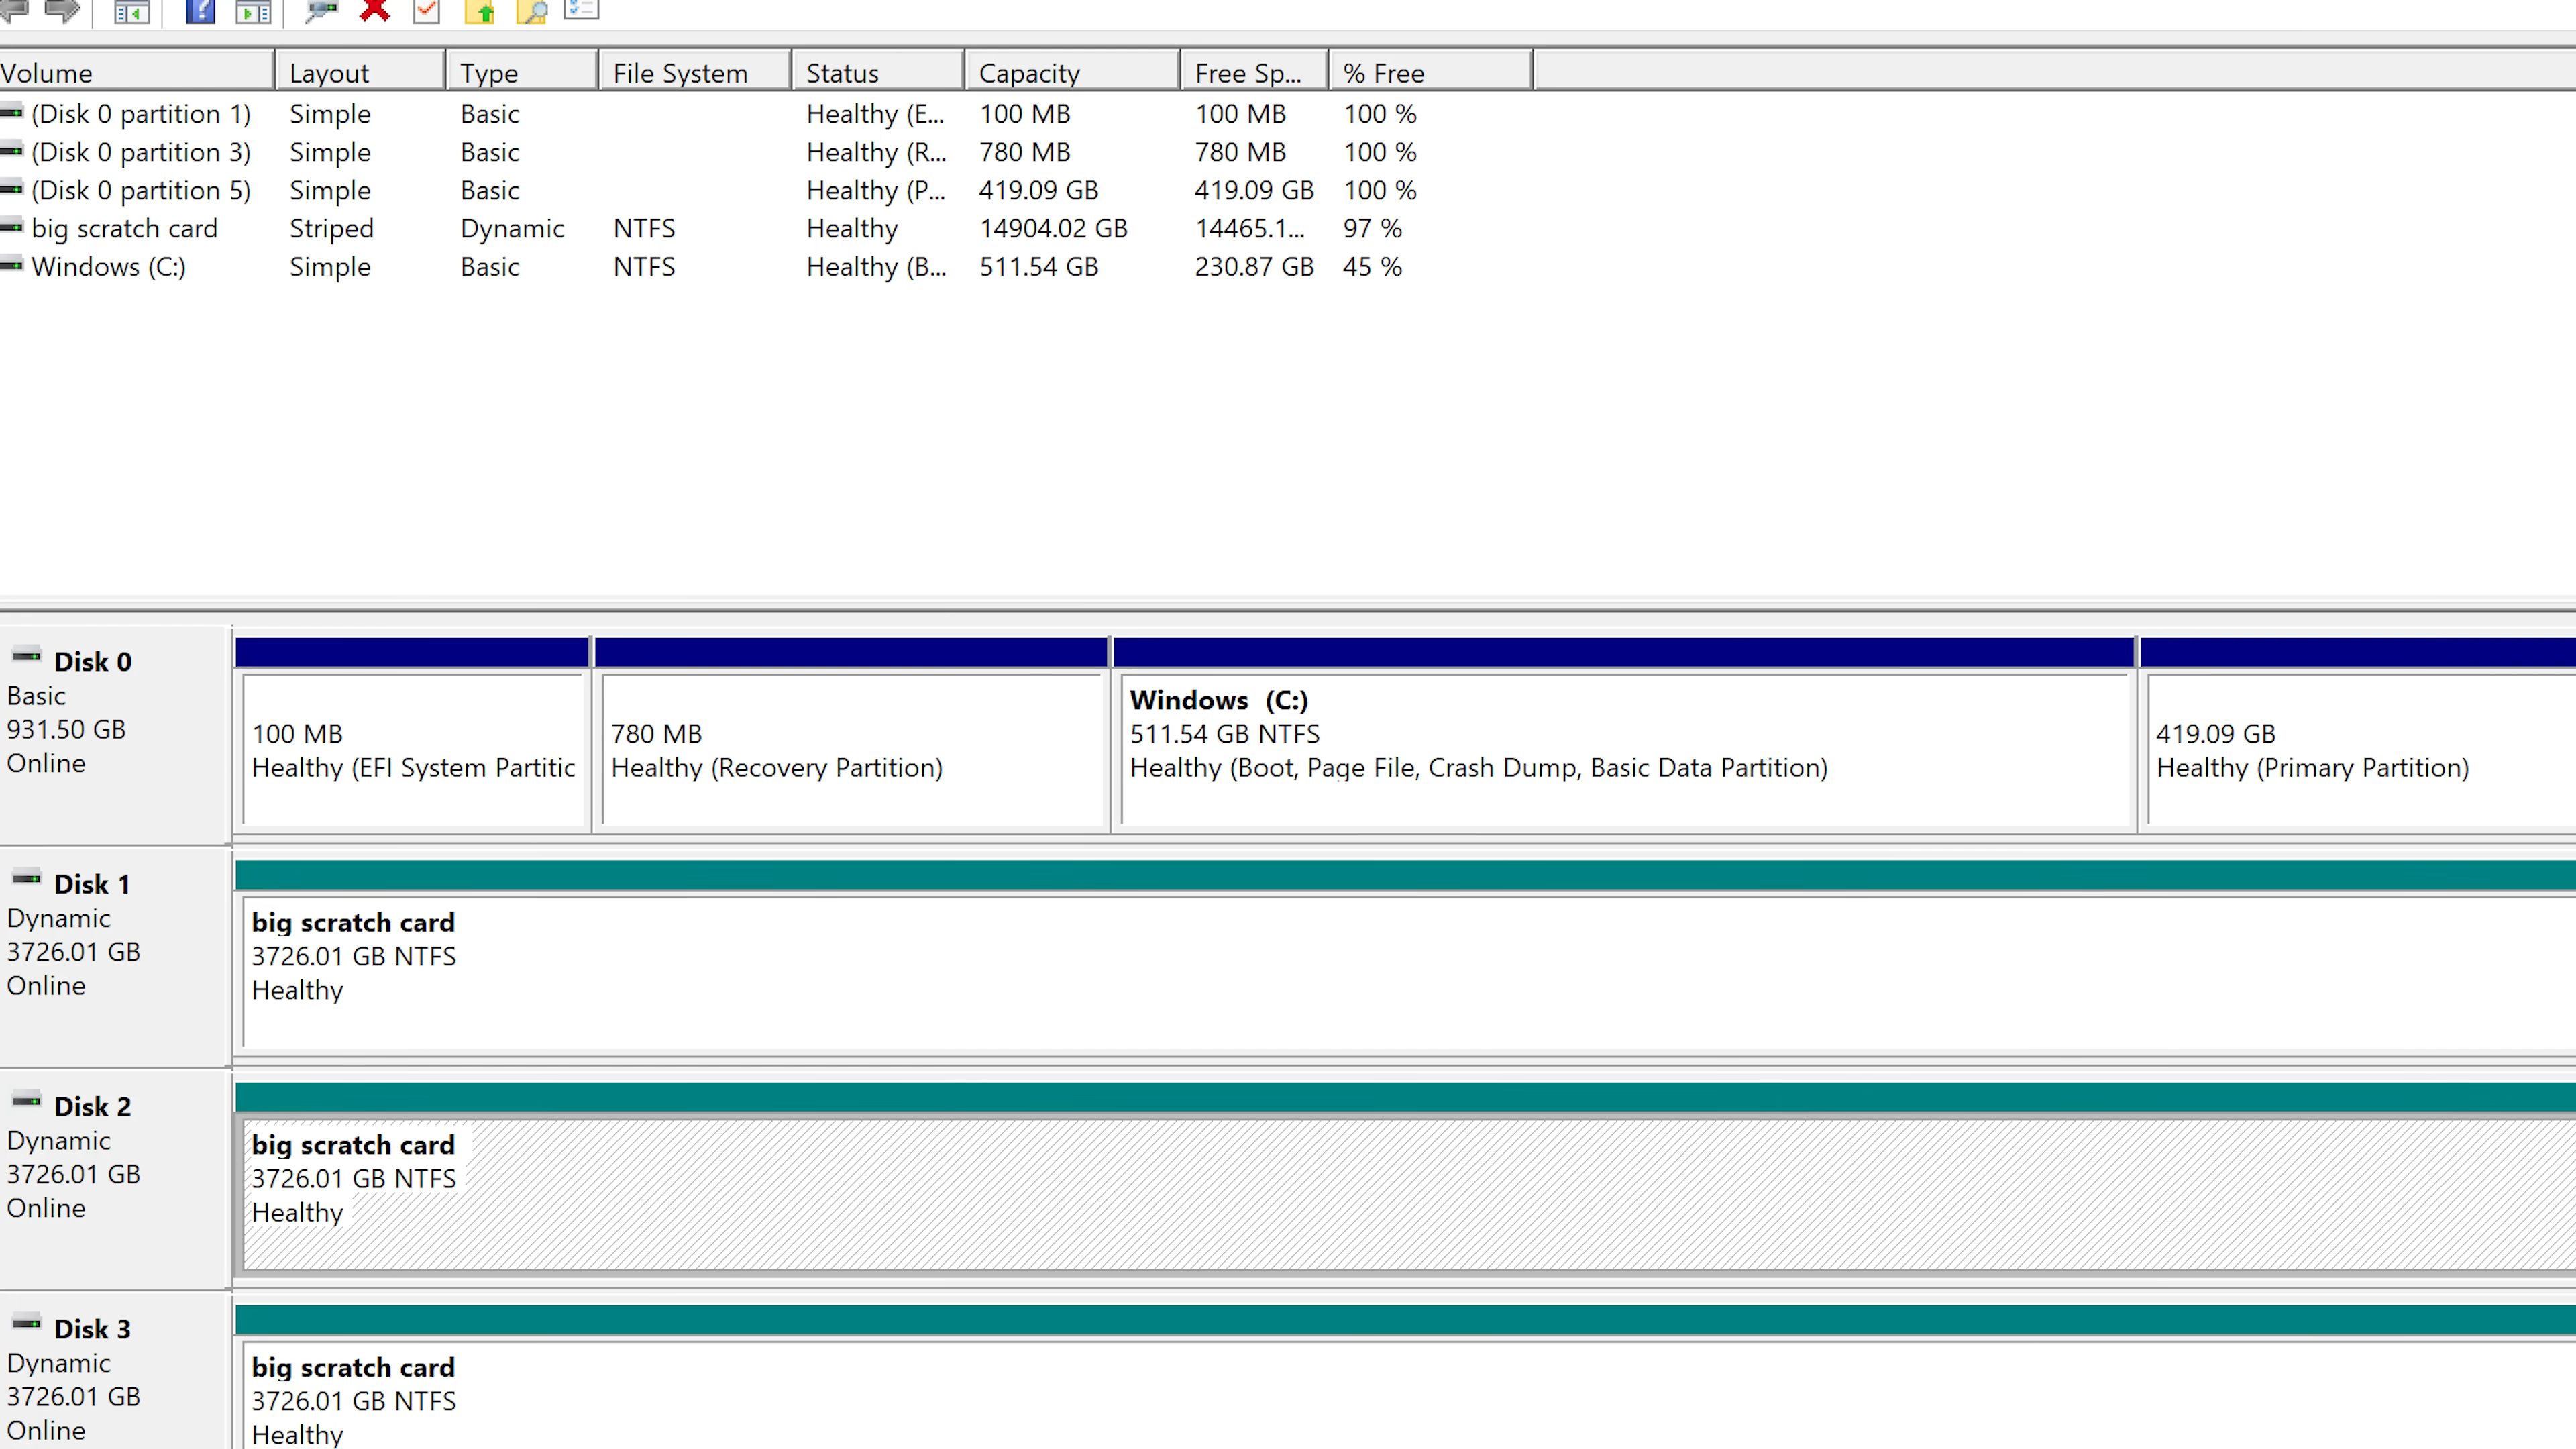 Volume Layout Type File System Status Capacity Free Sp... % Free
(Disk 0 partition 1) Simple Basic Healthy (E... 100 MB 100 MB 100 %
(Disk 0 partition 3) Simple Basic Healthy (R... 780 MB 780 MB 100 %
(Disk 0 partition 5) Simple Basic Healthy (P... 419.09 GB 419.09 GB 100 %
big scratch card Striped Dynamic NTFS Healthy 14904.02 GB 14465.1... 97 %
Windows (C:) Simple Basic NTFS Healthy (B... 511.54 GB 230.87 GB 45 %
Disk 0
Basic
931.50 GB
Online
100 MB
Healthy (EFI System Partitic
780 MB
Healthy (Recovery Partition)
Windows (C:)
511.54 GB NTFS
Healthy (Boot, Page File, Crash Dump, Basic Data Partition)
419.09 GB
Healthy (Primary Partition)
Disk 1
Dynamic
3726.01 GB
Online
big scratch card
3726.01 GB NTFS
Healthy
Disk 2
Dynamic
3726.01 GB
Online
big scratch card
3726.01 GB NTFS
Healthy
Disk 3
Dynamic
3726.01 GB
Online
big scratch card
3726.01 GB NTFS
Healthy